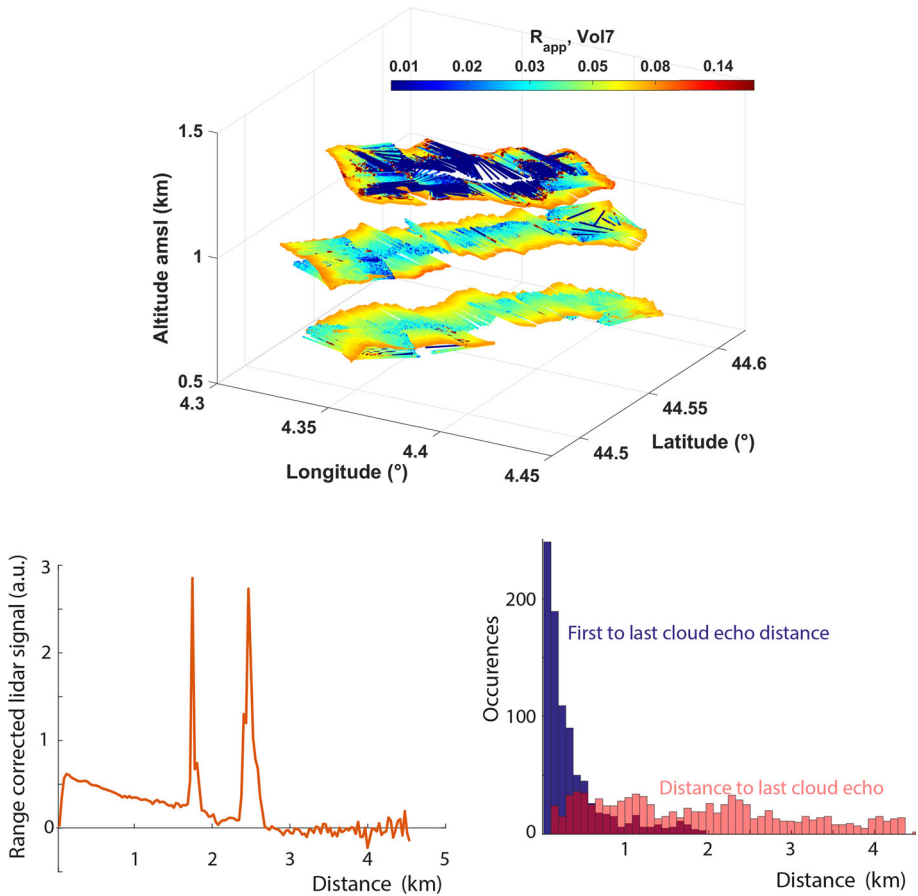 R_app, Vol7
0.01 0.02 0.03 0.05 0.08 0.14
1.5
1
0.5
Altitude amsl (km)
4.3
4.35
4.4
4.45
Longitude (°)
44.6
44.55
44.5
Latitude (°)
3
2
1
0
Range corrected lidar signal (a.u.)
1 2 3 4 5
Distance (km)
200
100
0
Occurences
First to last cloud echo distance
Distance to last cloud echo
1 2 3 4
Distance (km)